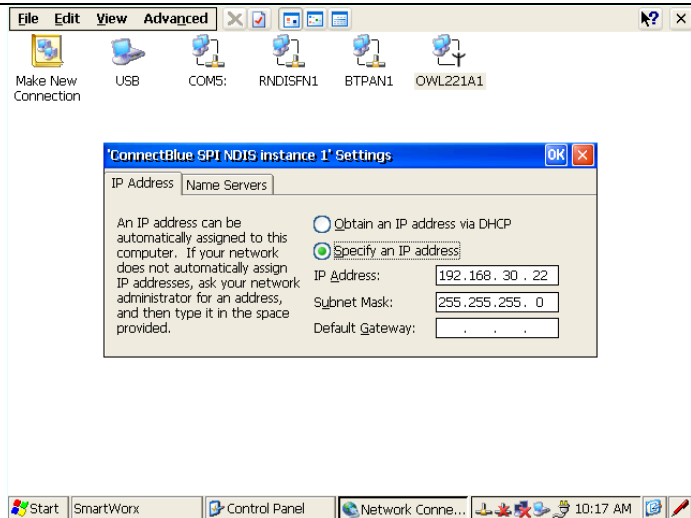 File Edit View Advanced
Make New Connection
USB
COM5:
RNDISFN1
BTPAN1
OWL221A1
'ConnectBlue SPI NDIS instance 1' Settings OK
IP Address Name Servers
An IP address can be
automatically assigned to this
computer. If your network
does not automatically assign
IP addresses, ask your network
administrator for an address,
and then type it in the space
provided.
Obtain an IP address via DHCP
Specify an IP address
IP Address: 192.168. 30 . 22
Subnet Mask: 255.255.255. 0
Default Gateway: . . .
Start SmartWorx Control Panel Network Conne... 10:17 AM